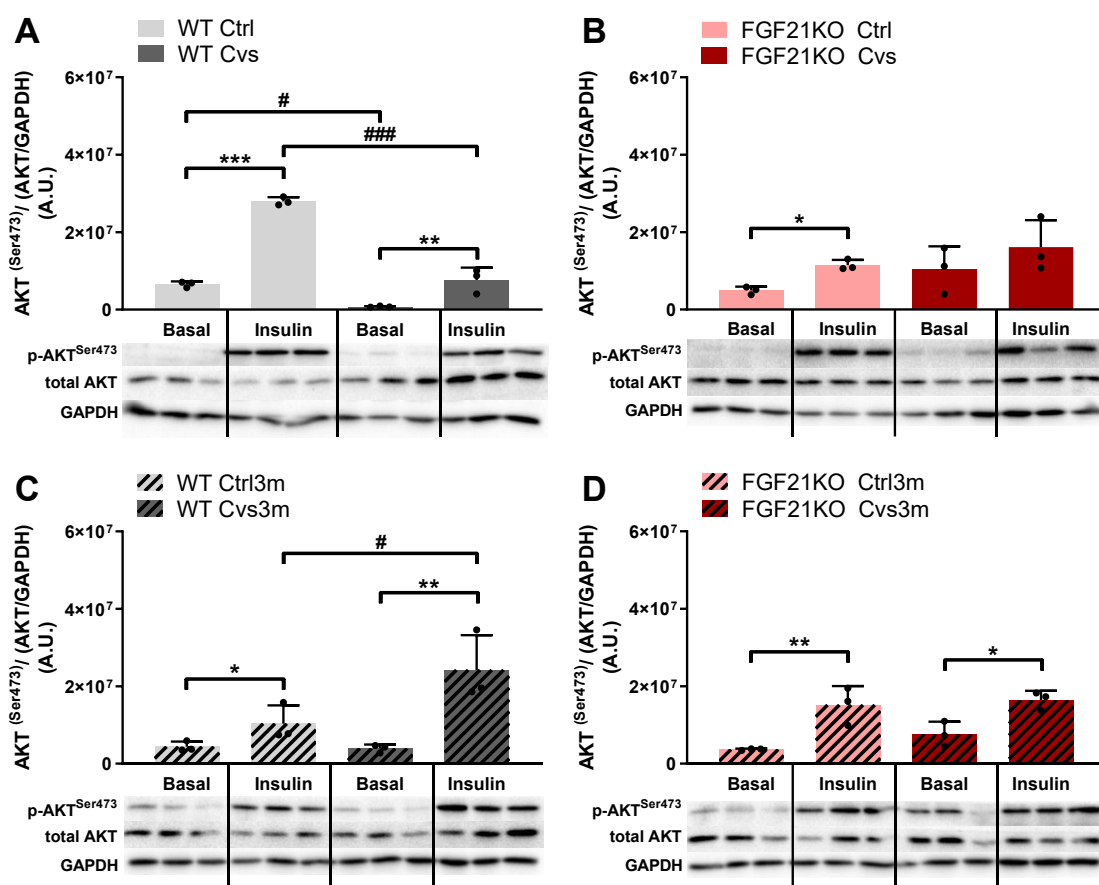 A
WT Ctrl
WT Cvs
AKT (Ser473)/ (AKT/GAPDH)
(A.U.)
6×10⁷
4×10⁷
2×10⁷
0
#
###
***
**
Basal Insulin Basal Insulin
p-AKTSer473
total AKT
GAPDH
B
FGF21KO Ctrl
FGF21KO Cvs
AKT (Ser473)/ (AKT/GAPDH)
(A.U.)
6×10⁷
4×10⁷
2×10⁷
0
*
Basal Insulin Basal Insulin
p-AKTSer473
total AKT
GAPDH
C
WT Ctrl3m
WT Cvs3m
AKT (Ser473)/ (AKT/GAPDH)
(A.U.)
6×10⁷
4×10⁷
2×10⁷
0
#
**
*
Basal Insulin Basal Insulin
p-AKTSer473
total AKT
GAPDH
D
FGF21KO Ctrl3m
FGF21KO Cvs3m
AKT (Ser473)/ (AKT/GAPDH)
(A.U.)
6×10⁷
4×10⁷
2×10⁷
0
**
*
Basal Insulin Basal Insulin
p-AKTSer473
total AKT
GAPDH